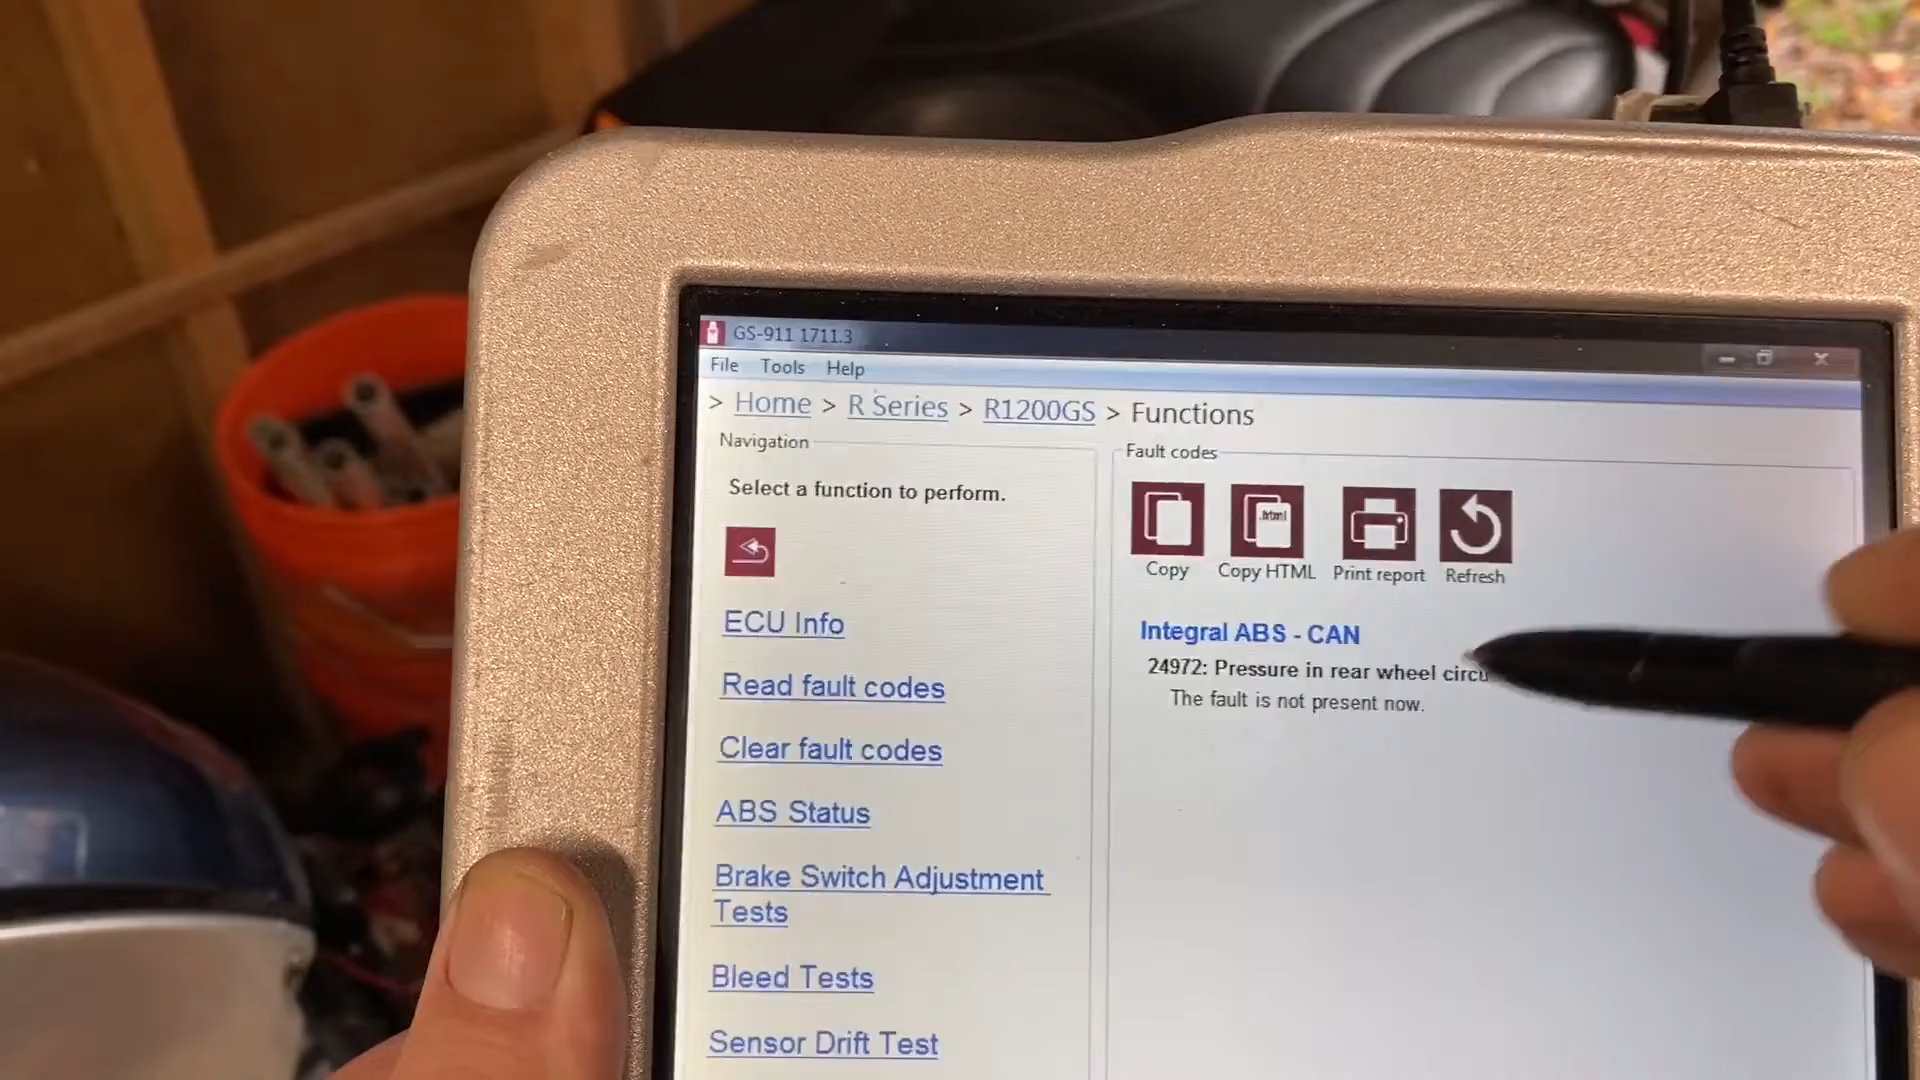 GS-911 1711.3
File Tools Help
> Home > R Series > R1200GS > Functions
Navigation
Select a function to perform.
ECU Info
Read fault codes
Clear fault codes
ABS Status
Brake Switch Adjustment
Tests
Bleed Tests
Sensor Drift Test
Fault codes
.html
Copy Copy HTML Print report Refresh
Integral ABS - CAN
24972: Pressure in rear wheel circu
The fault is not present now.